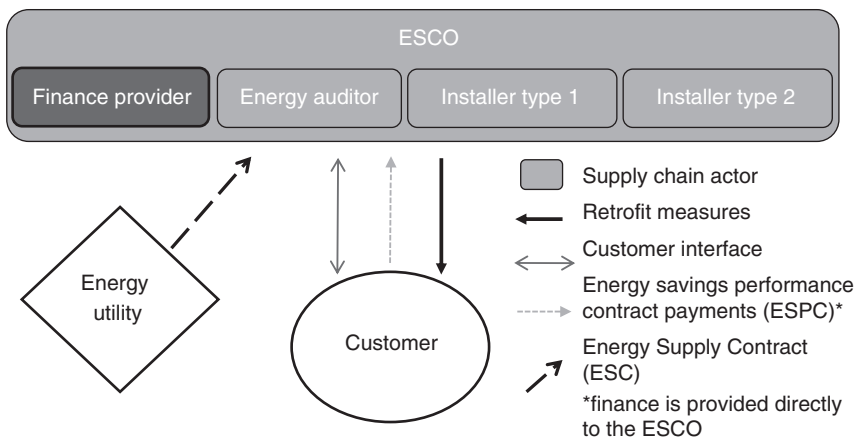 ESCO
Finance provider
Energy auditor
Installer type 1
Installer type 2
Energy
utility
Customer
Supply chain actor
Retrofit measures
Customer interface
Energy savings performance
contract payments (ESPC)*
Energy Supply Contract
(ESC)
*finance is provided directly
to the ESCO